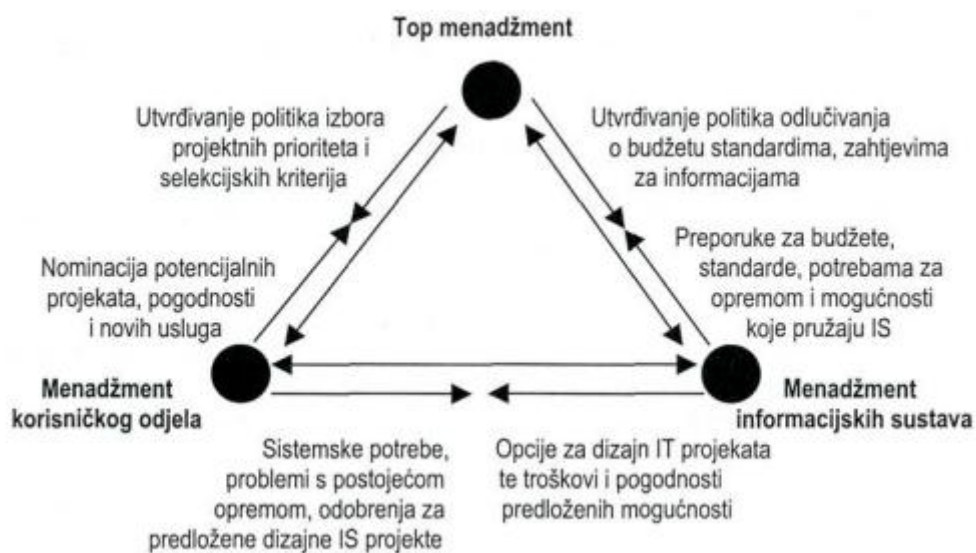 Top menadžment
Utvrđivanje politika izbora
projektnih prioriteta i
selekcijskih kriterija
Utvrđivanje politika odlučivanja
o budžetu standardima, zahtjevima
za informacijama
Nominacija potencijalnih
projekata, pogodnosti
i novih usluga
Preporuke za budžete,
standarde, potrebama za
opremom i mogućnosti
koje pružaju IS
Menadžment
korisničkog odjela
Menadžment
informacijskih sustava
Sistemske potrebe,
problemi s postojećom
opremom, odobrenja za
predložene dizajne IS projekte
Opcije za dizajn IT projekata
te troškovi i pogodnosti
predloženih mogućnosti